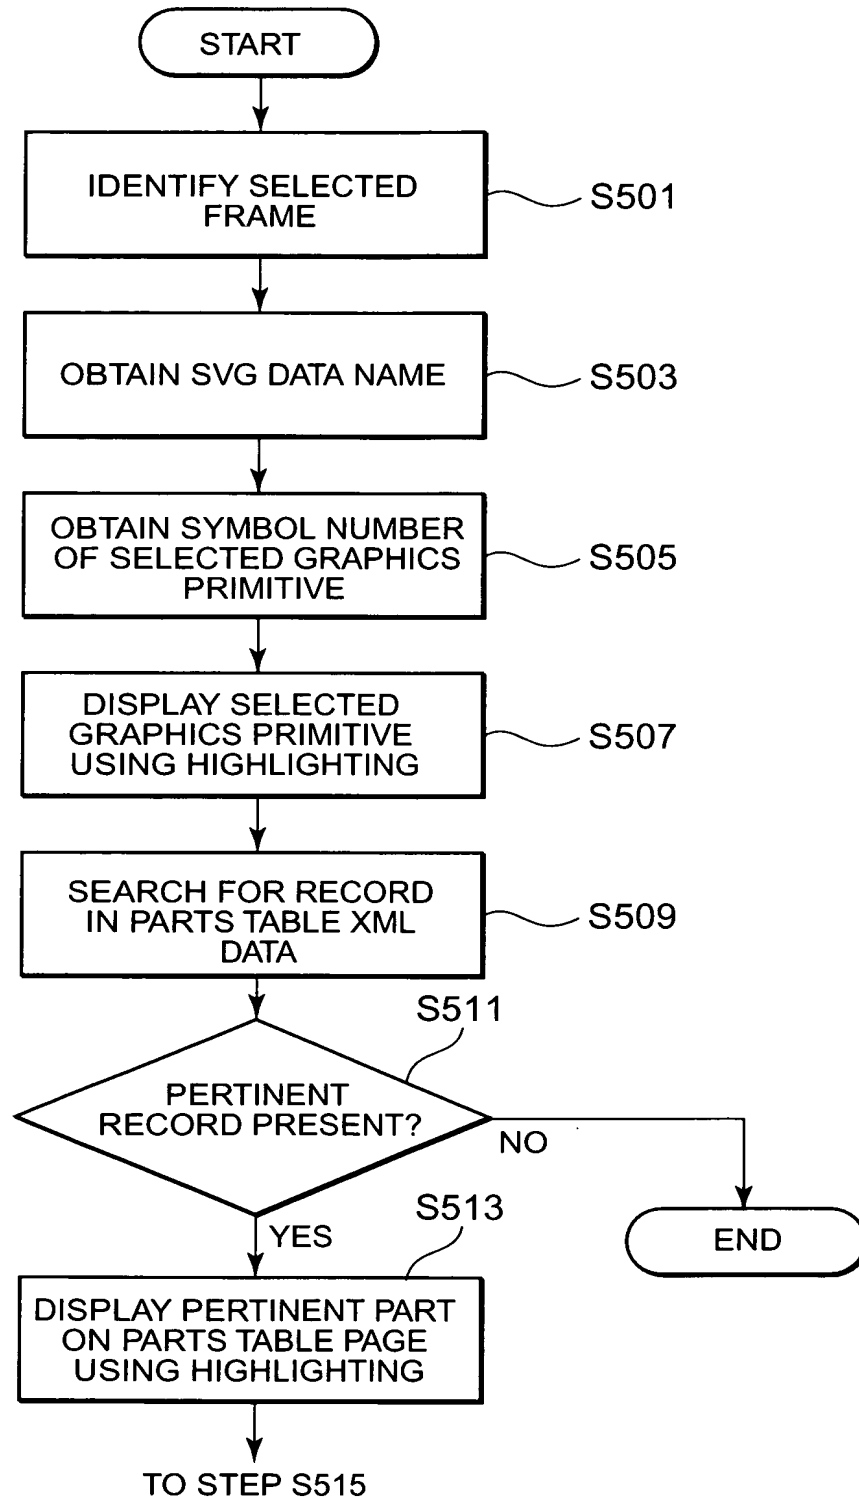 START
IDENTIFY SELECTED
FRAME
S501
OBTAIN SVG DATA NAME
S503
OBTAIN SYMBOL NUMBER
OF SELECTED GRAPHICS
PRIMITIVE
S505
DISPLAY SELECTED
GRAPHICS PRIMITIVE
USING HIGHLIGHTING
S507
SEARCH FOR RECORD
IN PARTS TABLE XML
DATA
S509
S511
PERTINENT
RECORD PRESENT?
NO
YES
END
S513
DISPLAY PERTINENT PART
ON PARTS TABLE PAGE
USING HIGHLIGHTING
TO STEP S515